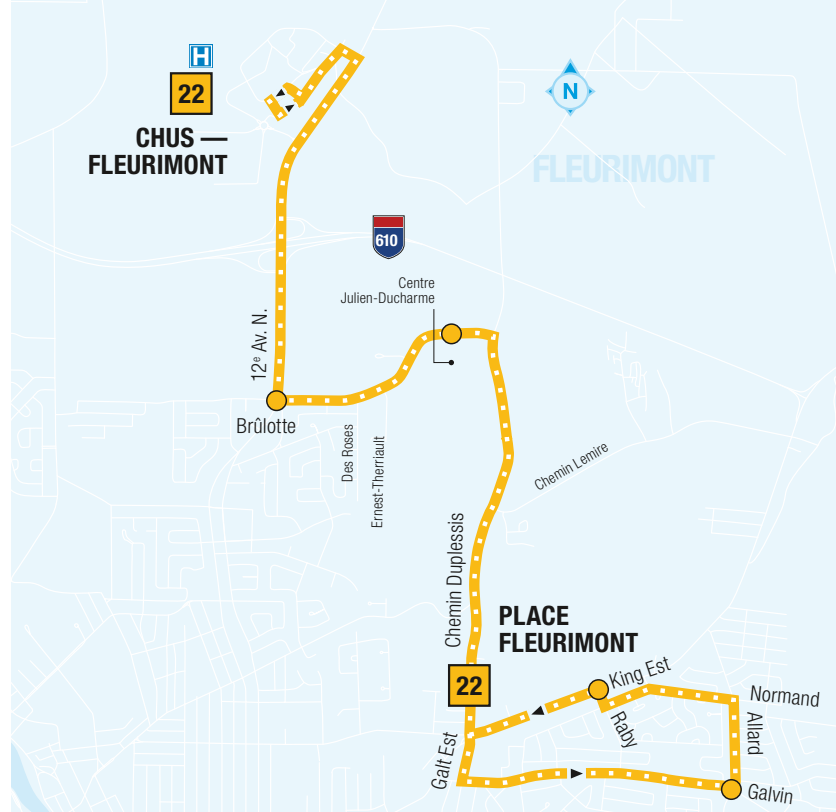 H
22
CHUS —
FLEURIMONT
N
FLEURIMONT
610
Centre
Julien-Ducharme
12e Av. N.
Brûlotte
Des Roses
Ernest-Therriault
Chemin Lemire
Chemin Duplessis
PLACE
FLEURIMONT
22
King Est
Normand
Raby
Allard
Galt Est
Galvin